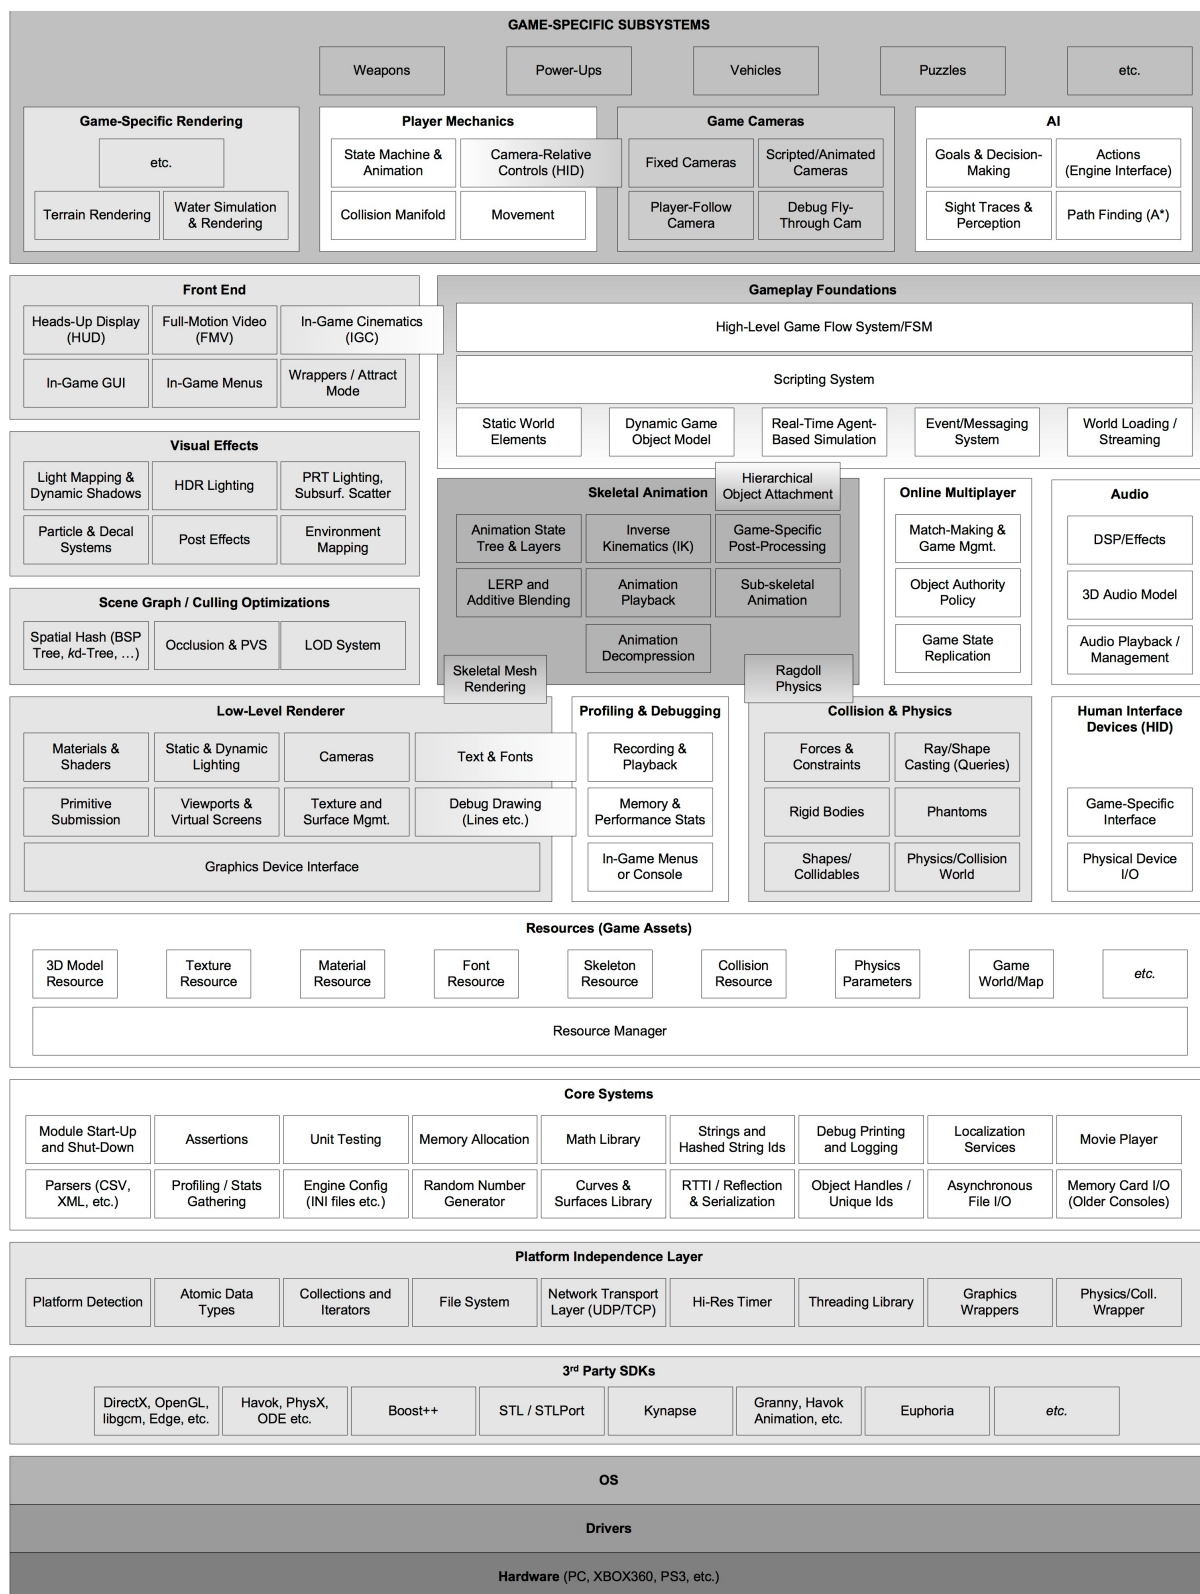 GAME-SPECIFIC SUBSYSTEMS
Weapons
Power-Ups
Vehicles
Puzzles
etc.
Game-Specific Rendering
etc.
Terrain Rendering
Water Simulation
& Rendering
Player Mechanics
State Machine &
Animation
Camera-Relative
Controls (HID)
Collision Manifold
Movement
Game Cameras
Fixed Cameras
Scripted/Animated
Cameras
Player-Follow
Camera
Debug Fly-
Through Cam
AI
Goals & Decision-
Making
Actions
(Engine Interface)
Sight Traces &
Perception
Path Finding (A*)
Front End
Heads-Up Display
(HUD)
Full-Motion Video
(FMV)
In-Game Cinematics
(IGC)
In-Game GUI
In-Game Menus
Wrappers / Attract
Mode
Gameplay Foundations
High-Level Game Flow System/FSM
Scripting System
Static World
Elements
Dynamic Game
Object Model
Real-Time Agent-
Based Simulation
Event/Messaging
System
World Loading /
Streaming
Visual Effects
Light Mapping &
Dynamic Shadows
HDR Lighting
PRT Lighting,
Subsurf. Scatter
Particle & Decal
Systems
Post Effects
Environment
Mapping
Skeletal Animation
Hierarchical
Object Attachment
Animation State
Tree & Layers
Inverse
Kinematics (IK)
Game-Specific
Post-Processing
LERP and
Additive Blending
Animation
Playback
Sub-skeletal
Animation
Animation
Decompression
Skeletal Mesh
Rendering
Ragdoll
Physics
Online Multiplayer
Match-Making &
Game Mgmt.
Object Authority
Policy
Game State
Replication
Audio
DSP/Effects
3D Audio Model
Audio Playback /
Management
Scene Graph / Culling Optimizations
Spatial Hash (BSP
Tree, kd-Tree, …)
Occlusion & PVS
LOD System
Low-Level Renderer
Materials &
Shaders
Static & Dynamic
Lighting
Cameras
Text & Fonts
Primitive
Submission
Viewports &
Virtual Screens
Texture and
Surface Mgmt.
Debug Drawing
(Lines etc.)
Graphics Device Interface
Profiling & Debugging
Recording &
Playback
Memory &
Performance Stats
In-Game Menus
or Console
Collision & Physics
Forces &
Constraints
Ray/Shape
Casting (Queries)
Rigid Bodies
Phantoms
Shapes/
Collidables
Physics/Collision
World
Human Interface
Devices (HID)
Game-Specific
Interface
Physical Device
I/O
Resources (Game Assets)
3D Model
Resource
Texture
Resource
Material
Resource
Font
Resource
Skeleton
Resource
Collision
Resource
Physics
Parameters
Game
World/Map
etc.
Resource Manager
Core Systems
Module Start-Up
and Shut-Down
Assertions
Unit Testing
Memory Allocation
Math Library
Strings and
Hashed String Ids
Debug Printing
and Logging
Localization
Services
Movie Player
Parsers (CSV,
XML, etc.)
Profiling / Stats
Gathering
Engine Config
(INI files etc.)
Random Number
Generator
Curves &
Surfaces Library
RTTI / Reflection
& Serialization
Object Handles /
Unique Ids
Asynchronous
File I/O
Memory Card I/O
(Older Consoles)
Platform Independence Layer
Platform Detection
Atomic Data
Types
Collections and
Iterators
File System
Network Transport
Layer (UDP/TCP)
Hi-Res Timer
Threading Library
Graphics
Wrappers
Physics/Coll.
Wrapper
3rd Party SDKs
DirectX, OpenGL,
libgcm, Edge, etc.
Havok, PhysX,
ODE etc.
Boost++
STL / STLPort
Kynapse
Granny, Havok
Animation, etc.
Euphoria
etc.
OS
Drivers
Hardware (PC, XBOX360, PS3, etc.)